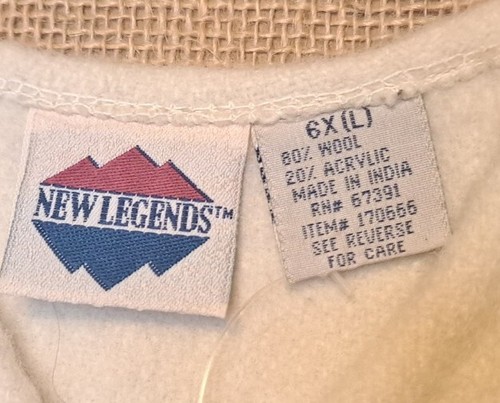 NEW LEGENDS™
6X(L)
80% WOOL
20% ACRYLIC
MADE IN INDIA
RN# 67391
ITEM# 170666
SEE REVERSE
FOR CARE